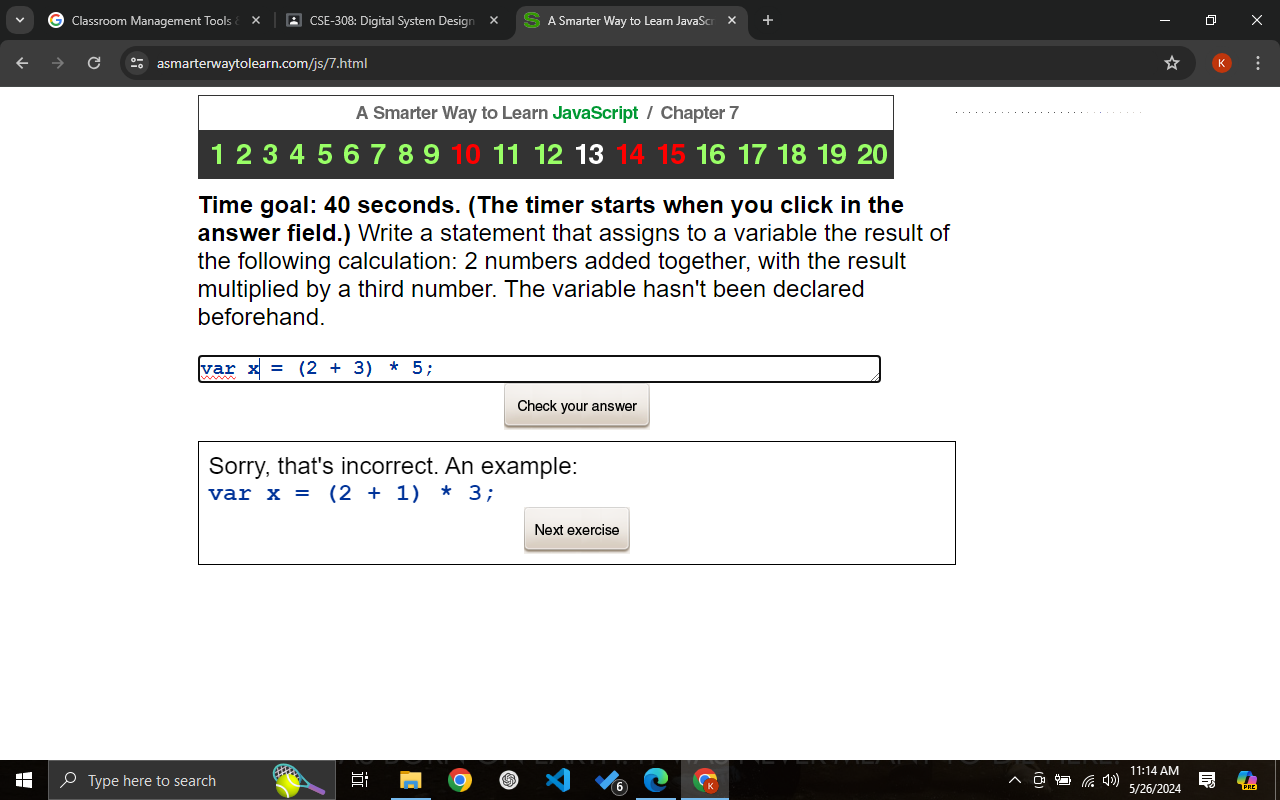 Classroom Management Tools &
CSE-308: Digital System Design
A Smarter Way to Learn JavaScr
asmarterwaytolearn.com/js/7.html
K
A Smarter Way to Learn JavaScript / Chapter 7
1 2 3 4 5 6 7 8 9 10 11 12 13 14 15 16 17 18 19 20
Time goal: 40 seconds. (The timer starts when you click in the
answer field.) Write a statement that assigns to a variable the result of
the following calculation: 2 numbers added together, with the result
multiplied by a third number. The variable hasn't been declared
beforehand.
var x = (2 + 3) * 5;
Check your answer
Sorry, that's incorrect. An example:
var x = (2 + 1) * 3;
Next exercise
Type here to search
6
K
11:14 AM
5/26/2024
PRE